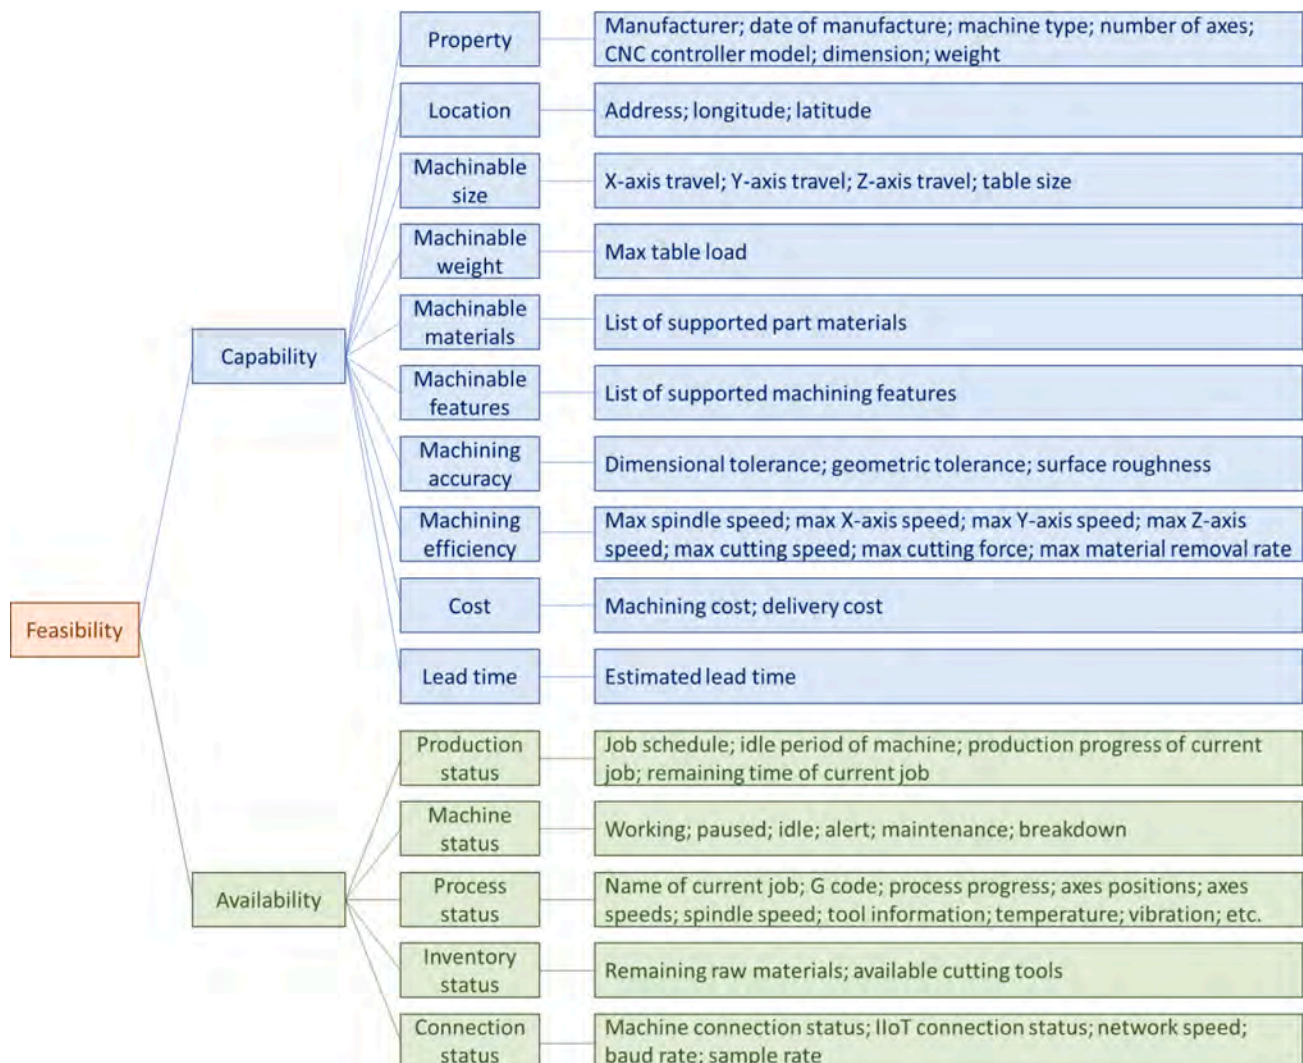 Property
Manufacturer; date of manufacture; machine type; number of axes;
CNC controller model; dimension; weight
Location
Address; longitude; latitude
Machinable
size
X-axis travel; Y-axis travel; Z-axis travel; table size
Machinable
weight
Max table load
Machinable
materials
List of supported part materials
Capability
Machinable
features
List of supported machining features
Machining
accuracy
Dimensional tolerance; geometric tolerance; surface roughness
Machining
efficiency
Max spindle speed; max X-axis speed; max Y-axis speed; max Z-axis
speed; max cutting speed; max cutting force; max material removal rate
Cost
Machining cost; delivery cost
Feasibility
Lead time
Estimated lead time
Production
status
Job schedule; idle period of machine; production progress of current
job; remaining time of current job
Machine
status
Working; paused; idle; alert; maintenance; breakdown
Availability
Process
status
Name of current job; G code; process progress; axes positions; axes
speeds; spindle speed; tool information; temperature; vibration; etc.
Inventory
status
Remaining raw materials; available cutting tools
Connection
status
Machine connection status; IIoT connection status; network speed;
baud rate; sample rate